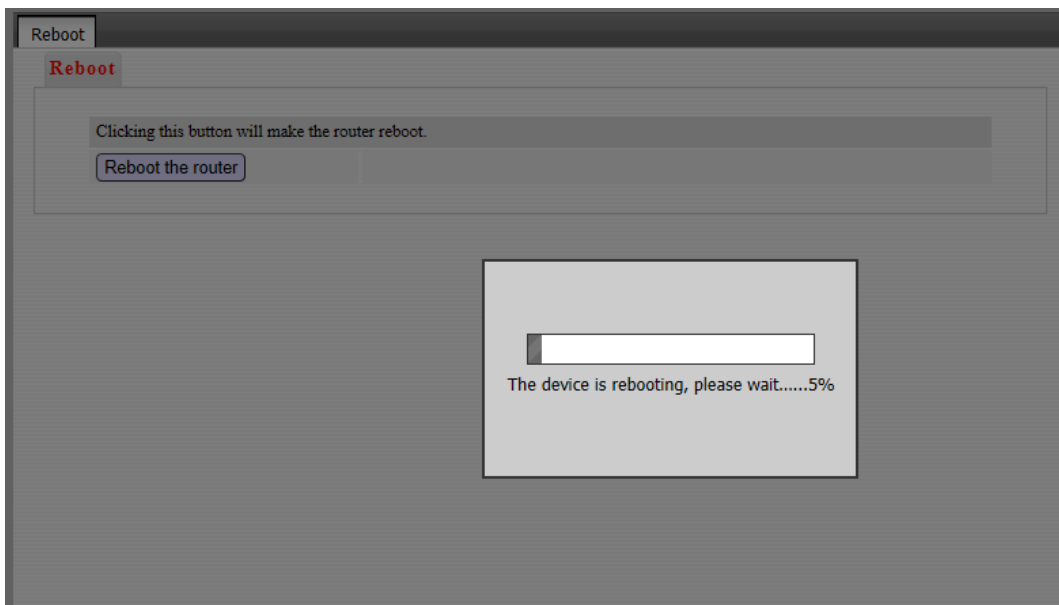 Reboot
Reboot
Clicking this button will make the router reboot.
Reboot the router
The device is rebooting, please wait......5%